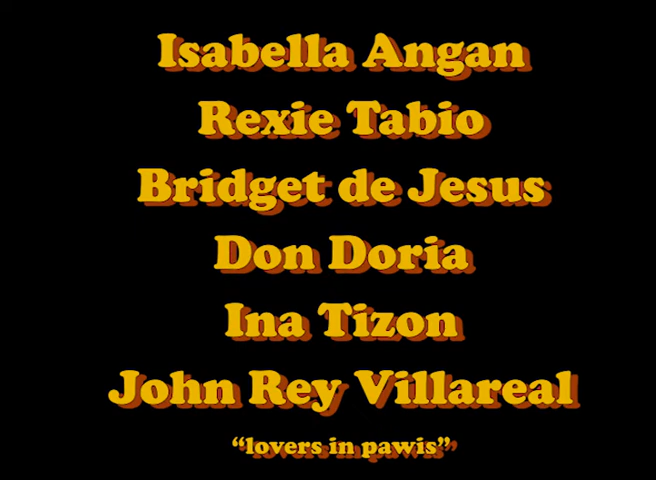 Isabella Angan
Rexie Tabio
Bridget de Jesus
Don Doria
Ina Tizon
John Rey Villareal
“lovers in pawis”